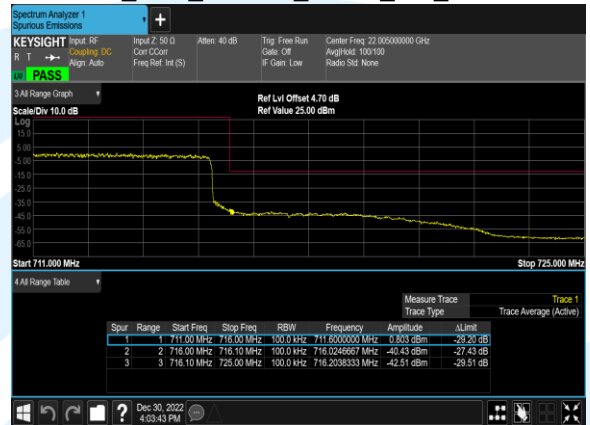 Spectrum Analyzer 1
Spurious Emissions
+
KEYSIGHT Input: RF Input Z: 50 Ω Atten: 40 dB Trig: Free Run Center Freq: 22.005000000 GHz
R T Coupling: DC Corr CCorr Gate: Off Avg|Hold: 100/100
Align: Auto Freq Ref: Int (S) IF Gain: Low Radio Std: None
PASS
3 All Range Graph
Ref Lvl Offset 4.70 dB
Scale/Div 10.0 dB Ref Value 25.00 dBm
Log
15.0
5.00
-5.00
-15.0
-25.0
-35.0
-45.0
-55.0
-65.0
Start 711.000 MHz Stop 725.000 MHz
4 All Range Table
Measure Trace Trace 1
Trace Type Trace Average (Active)
Spur Range Start Freq Stop Freq RBW Frequency Amplitude ΔLimit
1 1 711.00 MHz 716.00 MHz 100.0 kHz 711.6000000 MHz 0.803 dBm -29.20 dB
2 2 716.00 MHz 716.10 MHz 100.0 kHz 716.0246667 MHz -40.43 dBm -27.43 dB
3 3 716.10 MHz 725.00 MHz 100.0 kHz 716.2038333 MHz -42.51 dBm -29.51 dB
? Dec 30, 2022
4:03:43 PM